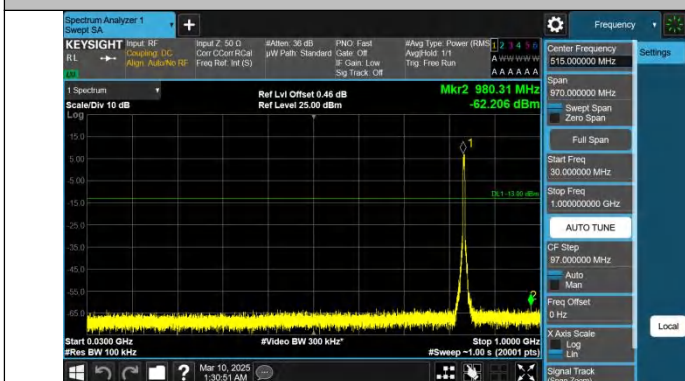 Spectrum Analyzer 1
Swept SA
Frequency
KEYSIGHT
RL
Input: RF
Coupling: DC
Align: Auto/No RF
Input Z: 50 Ω
Corr CCorr RCal
Freq Ref: Int (S)
#Atten: 36 dB
µW Path: Standard
PNO: Fast
Gate: Off
IF Gain: Low
Sig Track: Off
#Avg Type: Power (RMS
Avg|Hold: 1/1
Trig: Free Run
1 2 3 4 5 6
A W W W W W
A A A A A A
1 Spectrum
Scale/Div 10 dB
Log
Ref Lvl Offset 0.46 dB
Ref Level 25.00 dBm
Mkr2 980.31 MHz
-62.206 dBm
15.0
5.00
-5.00
-15.0
-25.0
-35.0
-45.0
-55.0
-65.0
1
2
DL1 -13.00 dBm
Start 0.0300 GHz
#Res BW 100 kHz
#Video BW 300 kHz*
Stop 1.0000 GHz
#Sweep ~1.00 s (20001 pts)
Mar 10, 2025
1:30:51 AM
Center Frequency
515.000000 MHz
Settings
Span
970.000000 MHz
Swept Span
Zero Span
Full Span
Start Freq
30.000000 MHz
Stop Freq
1.000000000 GHz
AUTO TUNE
CF Step
97.000000 MHz
Auto
Man
Freq Offset
0 Hz
X Axis Scale
Log
Lin
Local
Signal Track
(Span Zoom)